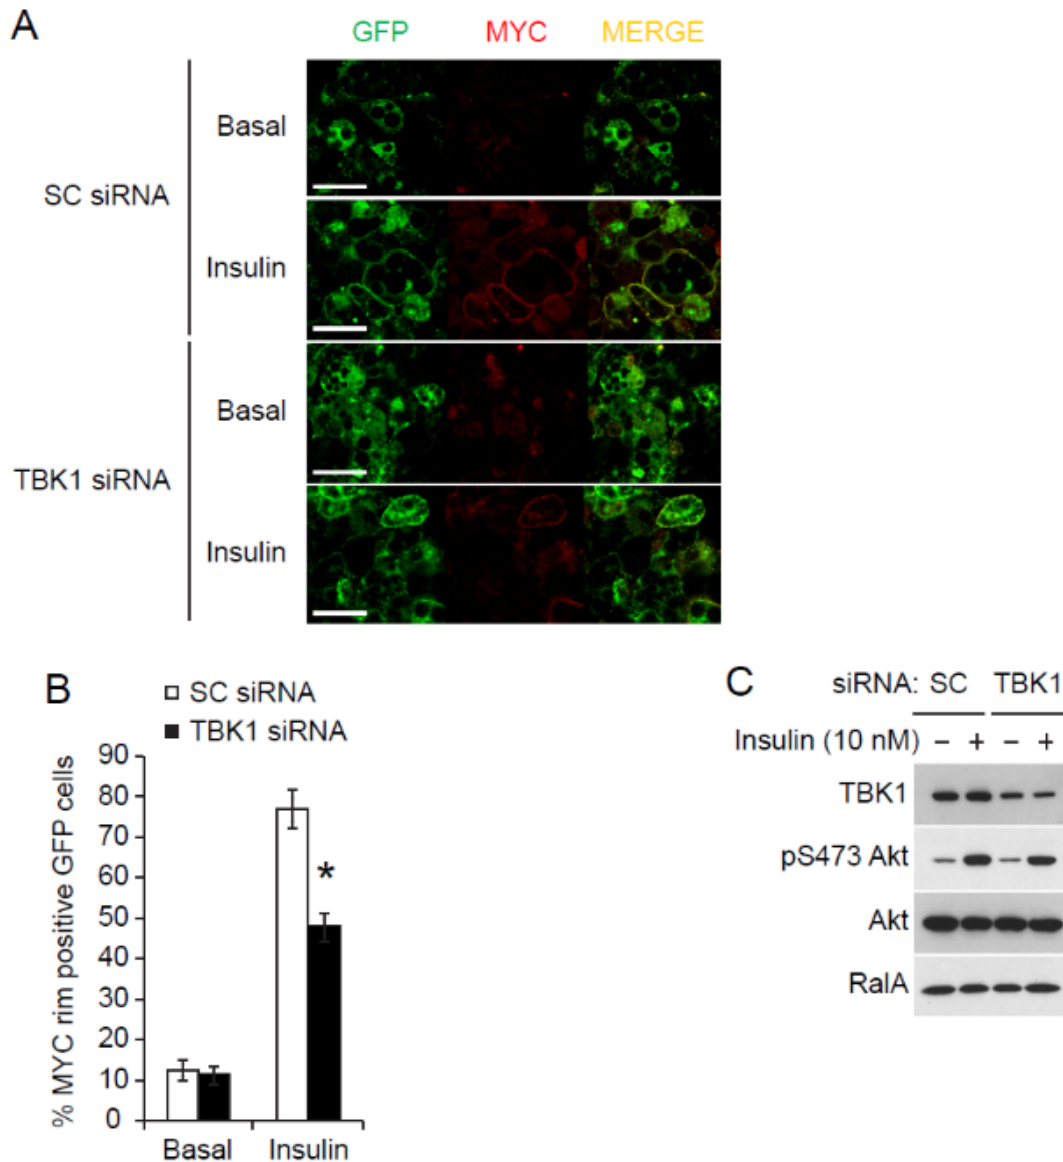 A
GFP MYC MERGE
SC siRNA
Basal
Insulin
TBK1 siRNA
Basal
Insulin
B
SC siRNA
TBK1 siRNA
% MYC rim positive GFP cells
90
80
70
60
50
40
30
20
10
0
*
Basal Insulin
C
siRNA: SC TBK1
Insulin (10 nM) − + − +
TBK1
pS473 Akt
Akt
RalA